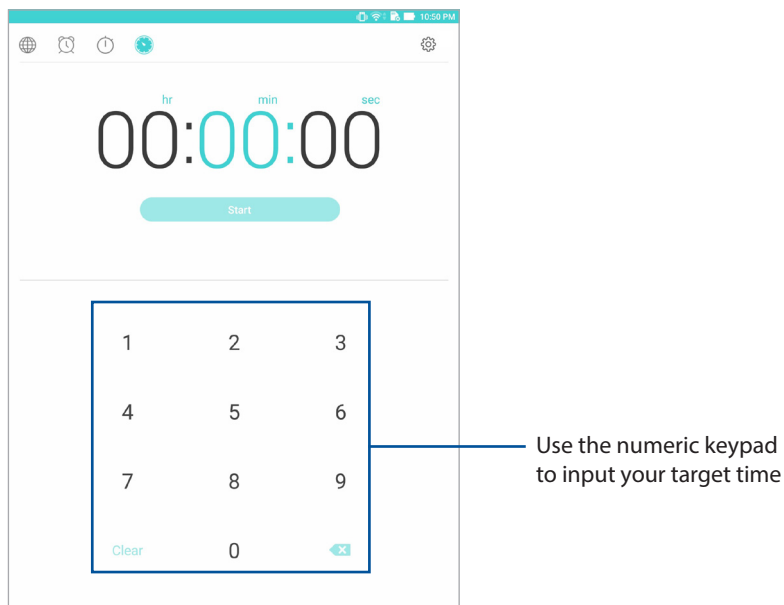 10:50 PM
hr min sec
00:00:00
Start
1 2 3
4 5 6
Use the numeric keypad
to input your target time
7 8 9
Clear 0